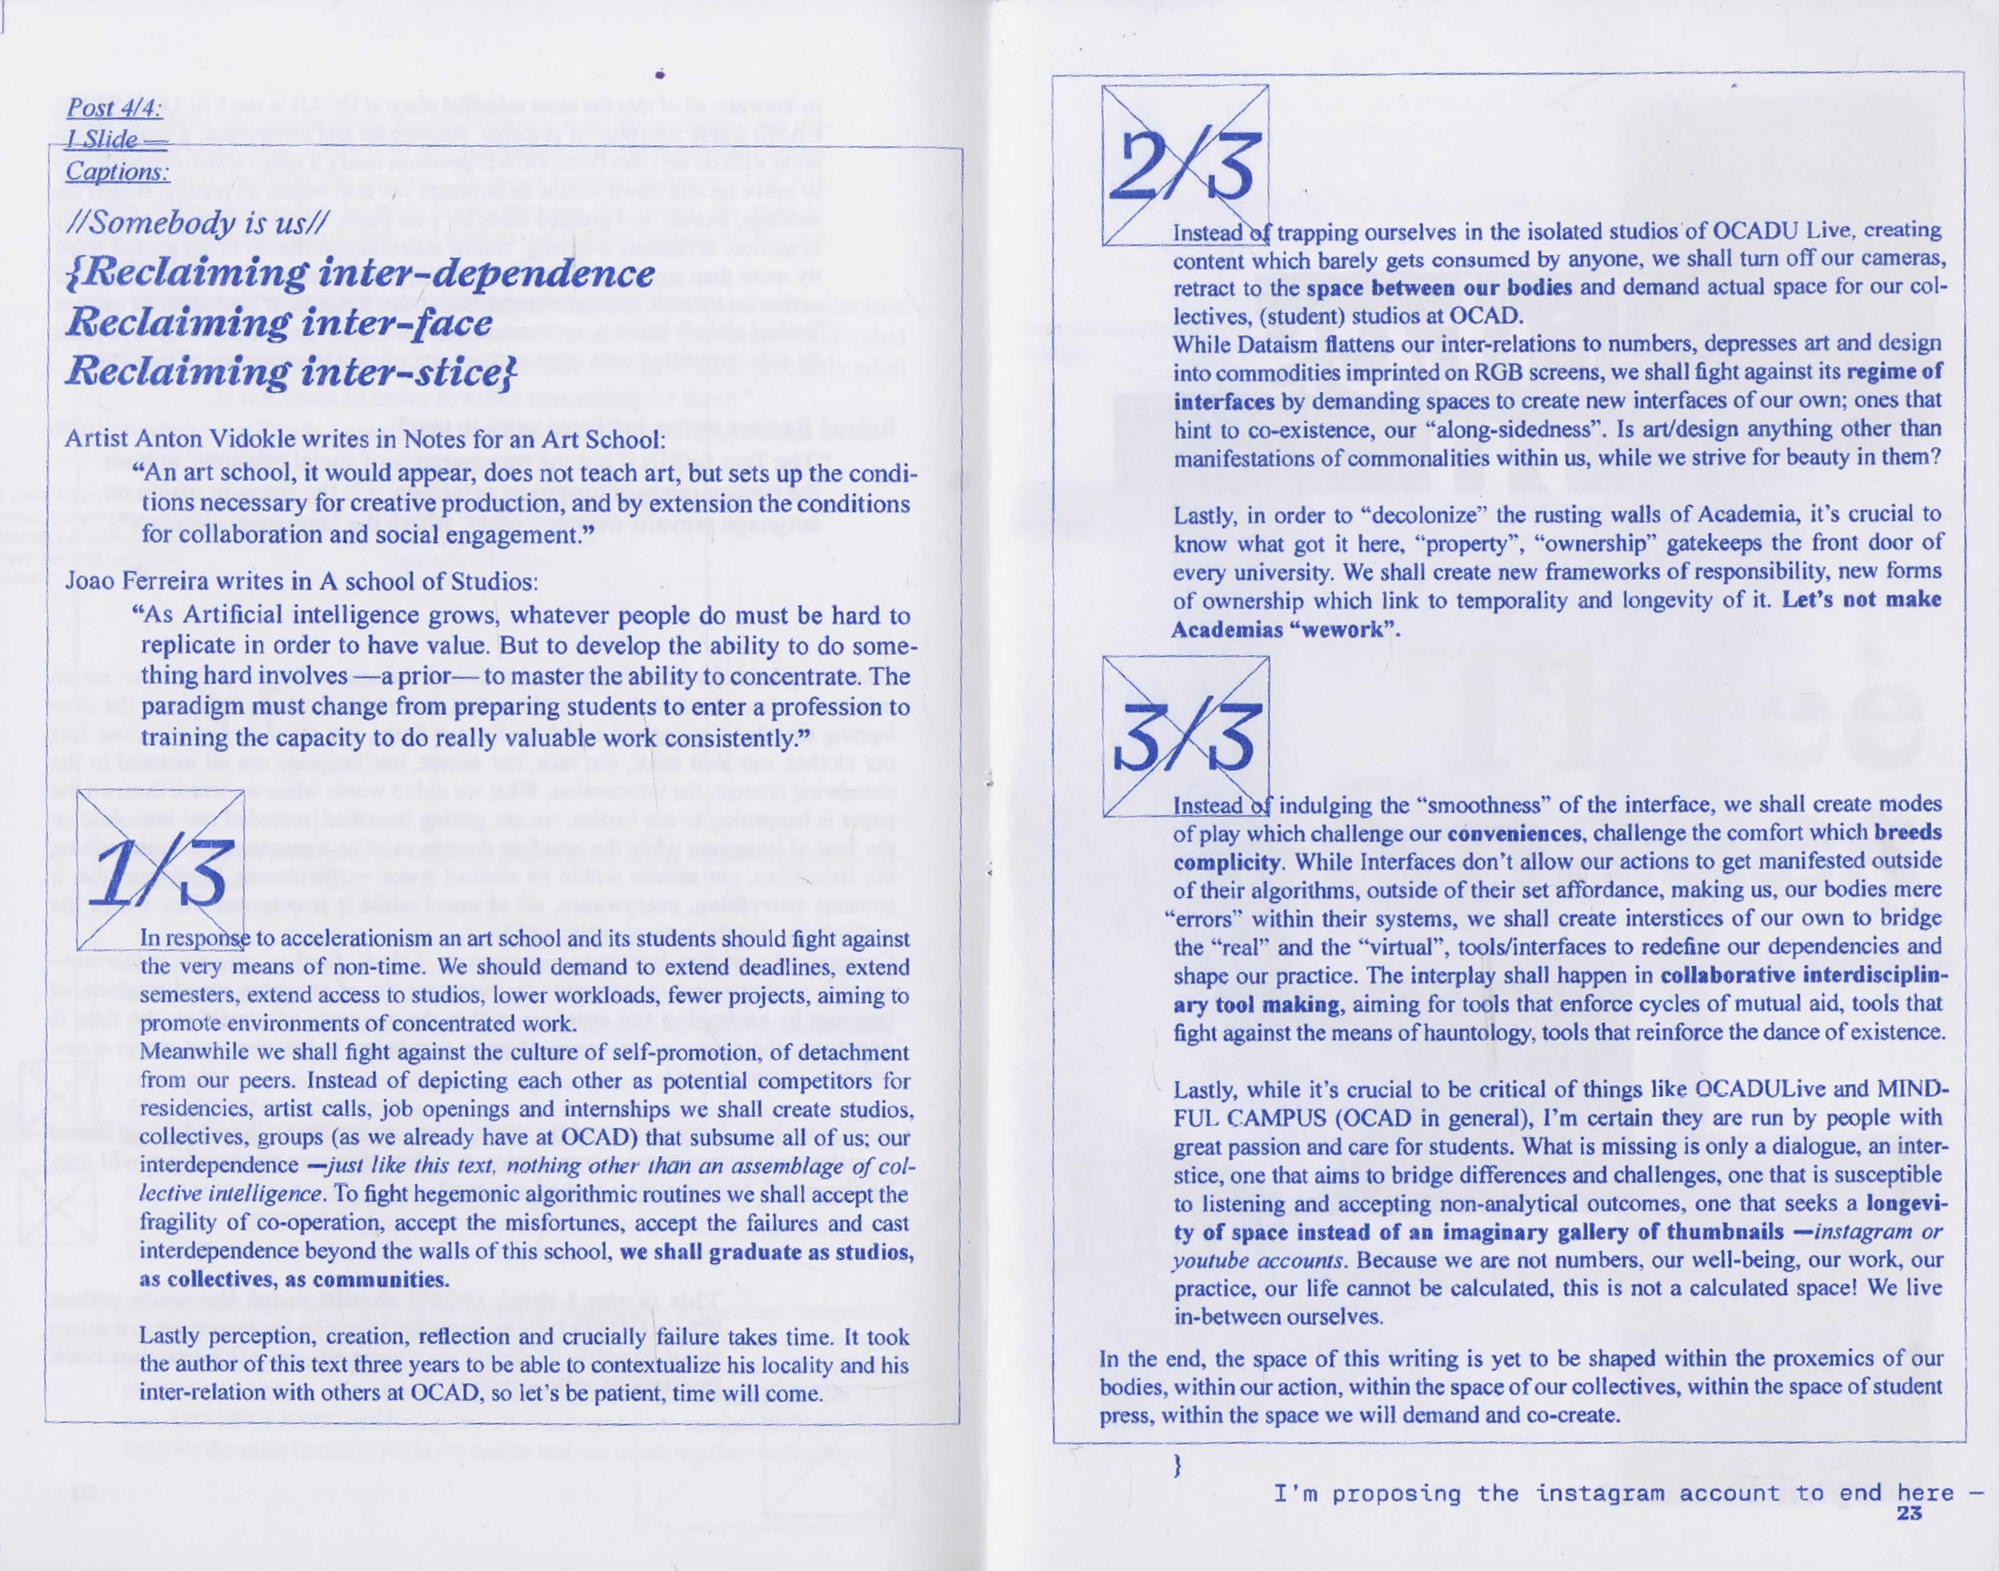 Post 4/4:
1 Slide —
Captions:
//Somebody is us//
{Reclaiming inter-dependence
Reclaiming inter-face
Reclaiming inter-stice}
Artist Anton Vidokle writes in Notes for an Art School:
“An art school, it would appear, does not teach art, but sets up the condi-
tions necessary for creative production, and by extension the conditions
for collaboration and social engagement.”
Joao Ferreira writes in A school of Studios:
“As Artificial intelligence grows, whatever people do must be hard to
replicate in order to have value. But to develop the ability to do some-
thing hard involves —a prior— to master the ability to concentrate. The
paradigm must change from preparing students to enter a profession to
training the capacity to do really valuable work consistently.”
1/3
In response to accelerationism an art school and its students should fight against
the very means of non-time. We should demand to extend deadlines, extend
semesters, extend access to studios, lower workloads, fewer projects, aiming to
promote environments of concentrated work.
Meanwhile we shall fight against the culture of self-promotion, of detachment
from our peers. Instead of depicting each other as potential competitors for
residencies, artist calls, job openings and internships we shall create studios,
collectives, groups (as we already have at OCAD) that subsume all of us; our
interdependence —just like this text, nothing other than an assemblage of col-
lective intelligence. To fight hegemonic algorithmic routines we shall accept the
fragility of co-operation, accept the misfortunes, accept the failures and cast
interdependence beyond the walls of this school, we shall graduate as studios,
as collectives, as communities.
Lastly perception, creation, reflection and crucially failure takes time. It took
the author of this text three years to be able to contextualize his locality and his
inter-relation with others at OCAD, so let’s be patient, time will come.
2/3
Instead of trapping ourselves in the isolated studios of OCADU Live, creating
content which barely gets consumed by anyone, we shall turn off our cameras,
retract to the space between our bodies and demand actual space for our col-
lectives, (student) studios at OCAD.
While Dataism flattens our inter-relations to numbers, depresses art and design
into commodities imprinted on RGB screens, we shall fight against its regime of
interfaces by demanding spaces to create new interfaces of our own; ones that
hint to co-existence, our “along-sidedness”. Is art/design anything other than
manifestations of commonalities within us, while we strive for beauty in them?
Lastly, in order to “decolonize” the rusting walls of Academia, it’s crucial to
know what got it here, “property”, “ownership” gatekeeps the front door of
every university. We shall create new frameworks of responsibility, new forms
of ownership which link to temporality and longevity of it. Let’s not make
Academias “wework”.
3/3
Instead of indulging the “smoothness” of the interface, we shall create modes
of play which challenge our conveniences, challenge the comfort which breeds
complicity. While Interfaces don’t allow our actions to get manifested outside
of their algorithms, outside of their set affordance, making us, our bodies mere
“errors” within their systems, we shall create interstices of our own to bridge
the “real” and the “virtual”, tools/interfaces to redefine our dependencies and
shape our practice. The interplay shall happen in collaborative interdisciplin-
ary tool making, aiming for tools that enforce cycles of mutual aid, tools that
fight against the means of hauntology, tools that reinforce the dance of existence.
Lastly, while it’s crucial to be critical of things like OCADULive and MIND-
FUL CAMPUS (OCAD in general), I’m certain they are run by people with
great passion and care for students. What is missing is only a dialogue, an inter-
stice, one that aims to bridge differences and challenges, one that is susceptible
to listening and accepting non-analytical outcomes, one that seeks a longevi-
ty of space instead of an imaginary gallery of thumbnails —instagram or
youtube accounts. Because we are not numbers, our well-being, our work, our
practice, our life cannot be calculated, this is not a calculated space! We live
in-between ourselves.
In the end, the space of this writing is yet to be shaped within the proxemics of our
bodies, within our action, within the space of our collectives, within the space of student
press, within the space we will demand and co-create.
}
I'm proposing the instagram account to end here —
23